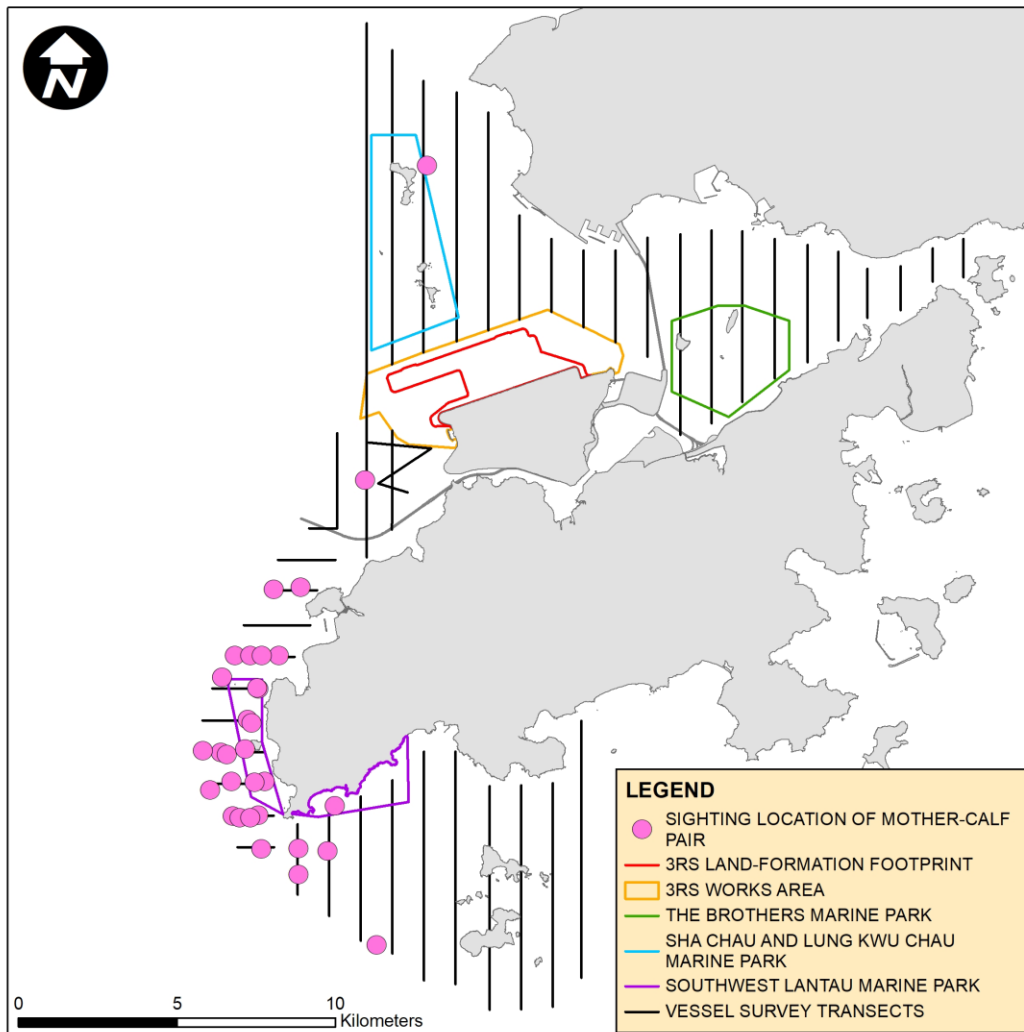 N
LEGEND
SIGHTING LOCATION OF MOTHER-CALF
PAIR
3RS LAND-FORMATION FOOTPRINT
3RS WORKS AREA
THE BROTHERS MARINE PARK
SHA CHAU AND LUNG KWU CHAU
MARINE PARK
SOUTHWEST LANTAU MARINE PARK
VESSEL SURVEY TRANSECTS
0 5 10
Kilometers